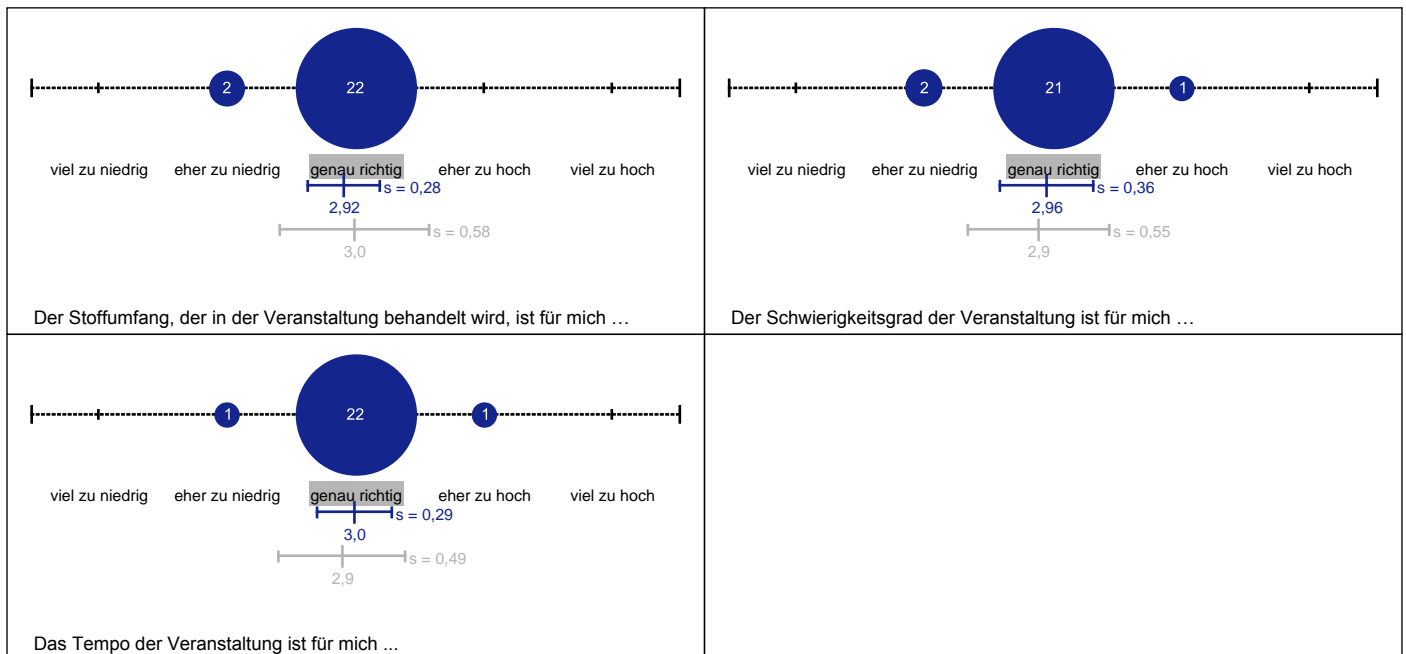 2
22
viel zu niedrig eher zu niedrig genau richtig eher zu hoch viel zu hoch
s = 0,28
2,92
s = 0,58
3,0
Der Stoffumfang, der in der Veranstaltung behandelt wird, ist für mich …
2
21
1
viel zu niedrig eher zu niedrig genau richtig eher zu hoch viel zu hoch
s = 0,36
2,96
s = 0,55
2,9
Der Schwierigkeitsgrad der Veranstaltung ist für mich …
1
22
1
viel zu niedrig eher zu niedrig genau richtig eher zu hoch viel zu hoch
s = 0,29
3,0
s = 0,49
2,9
Das Tempo der Veranstaltung ist für mich ...